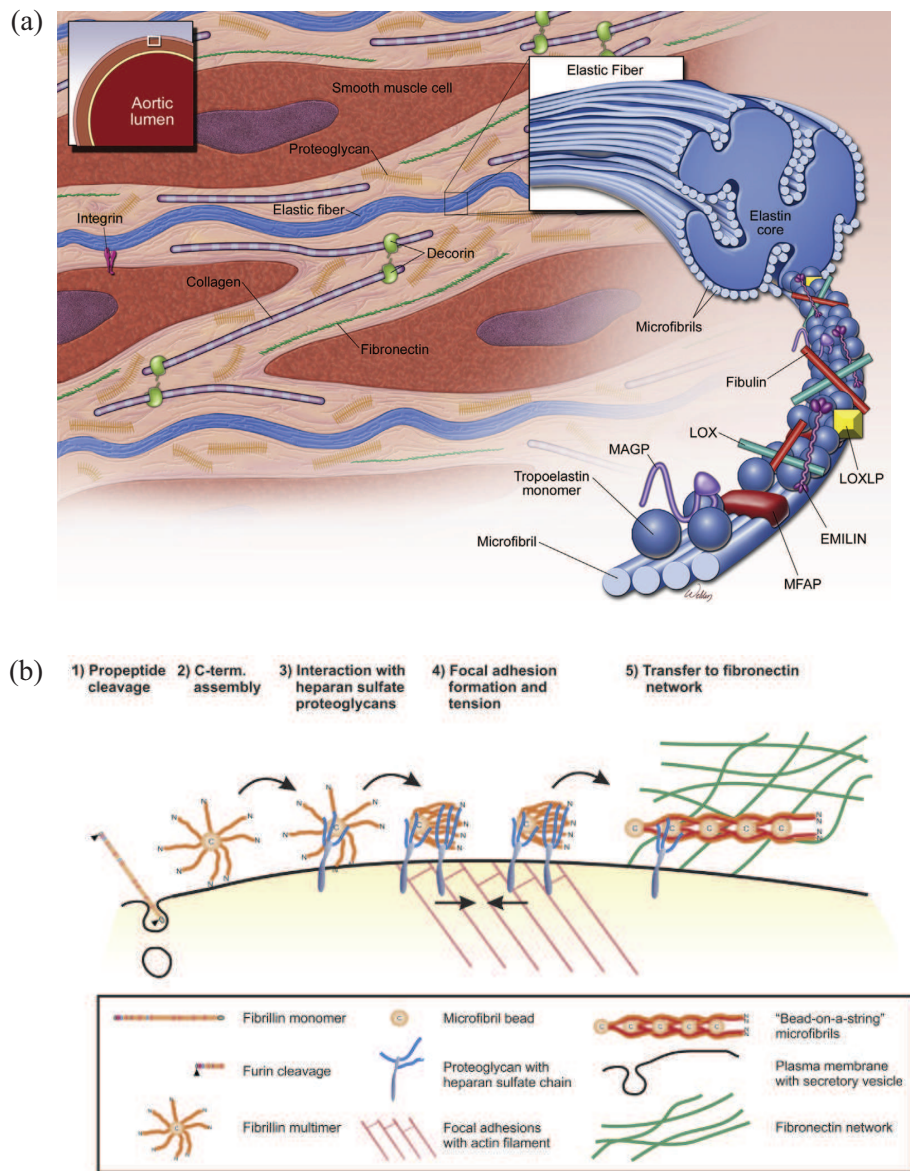 (a)
Aortic
lumen
Smooth muscle cell
Elastic Fiber
Proteoglycan
Elastic fiber
Integrin
Elastin
core
Decorin
Collagen
Microfibrils
Fibronectin
Fibulin
LOX
MAGP
LOXLP
Tropoelastin
monomer
EMILIN
Microfibril
MFAP
(b)
1) Propeptide
cleavage
2) C-term.
assembly
3) Interaction with
heparan sulfate
proteoglycans
4) Focal adhesion
formation and
tension
5) Transfer to fibronectin
network
N N N N N N N N
C
N N N N N N N N
C
C N N N N
C N N N N
C C C C C N N N N
Fibrillin monomer
C Microfibril bead
C C C C C N N
"Bead-on-a-string"
microfibrils
Furin cleavage
Proteoglycan with
heparan sulfate chain
Plasma membrane
with secretory vesicle
N N N N N N N N C
Fibrillin multimer
Focal adhesions
with actin filament
Fibronectin network